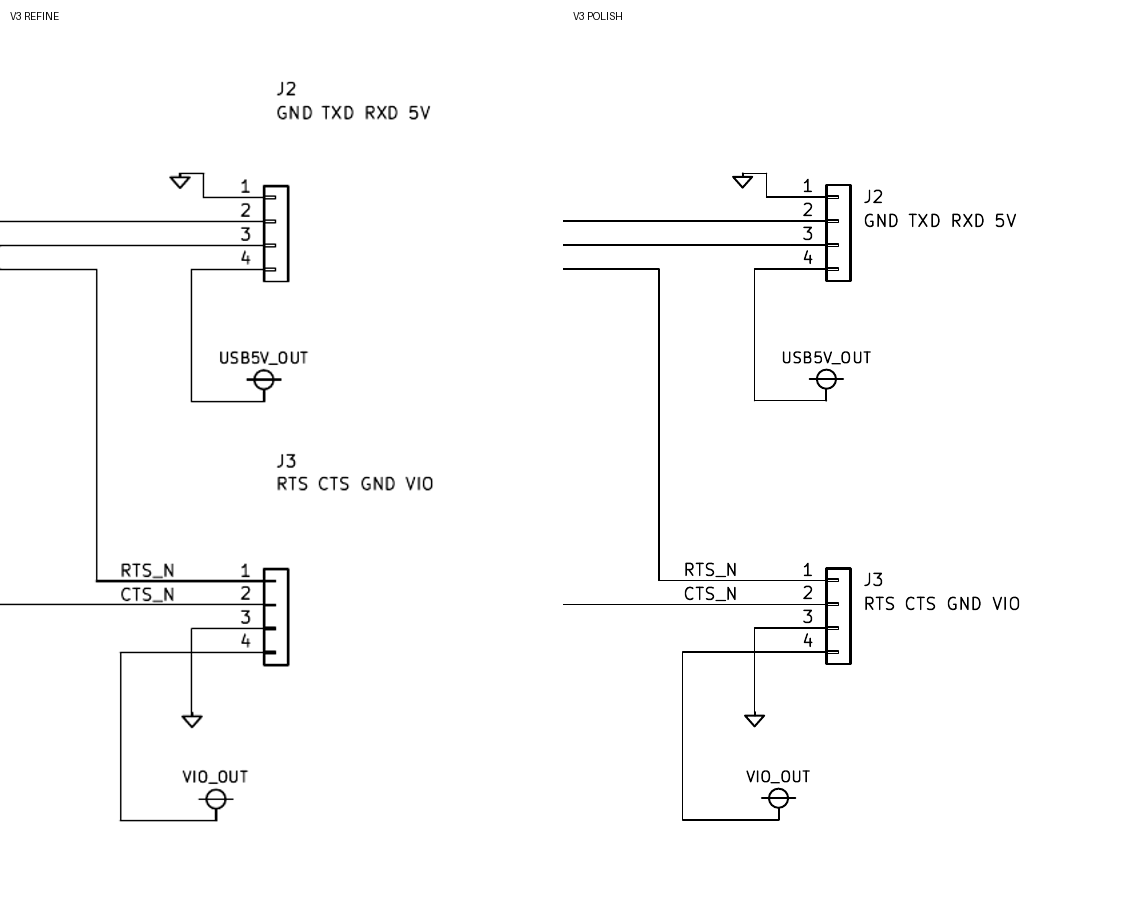 V3 REFINE
J2
GND TXD RXD 5V
1
2
3
4
USB5V_OUT
J3
RTS CTS GND VIO
RTS_N 1
CTS_N 2
3
4
VIO_OUT
V3 POLISH
1
J2
2
GND TXD RXD 5V
3
4
USB5V_OUT
RTS_N 1
J3
CTS_N 2
RTS CTS GND VIO
3
4
VIO_OUT